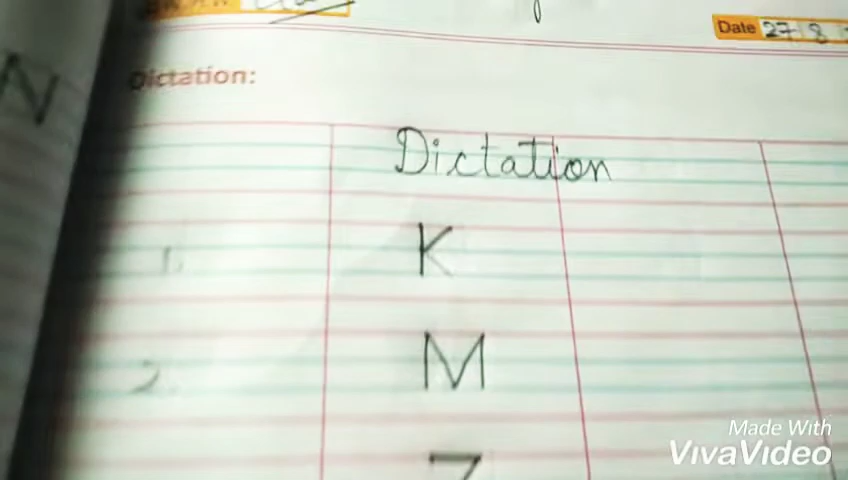 Date 27 8
N
Dictation:
Dictation
1. K
2. M
Z
Made With
VivaVideo